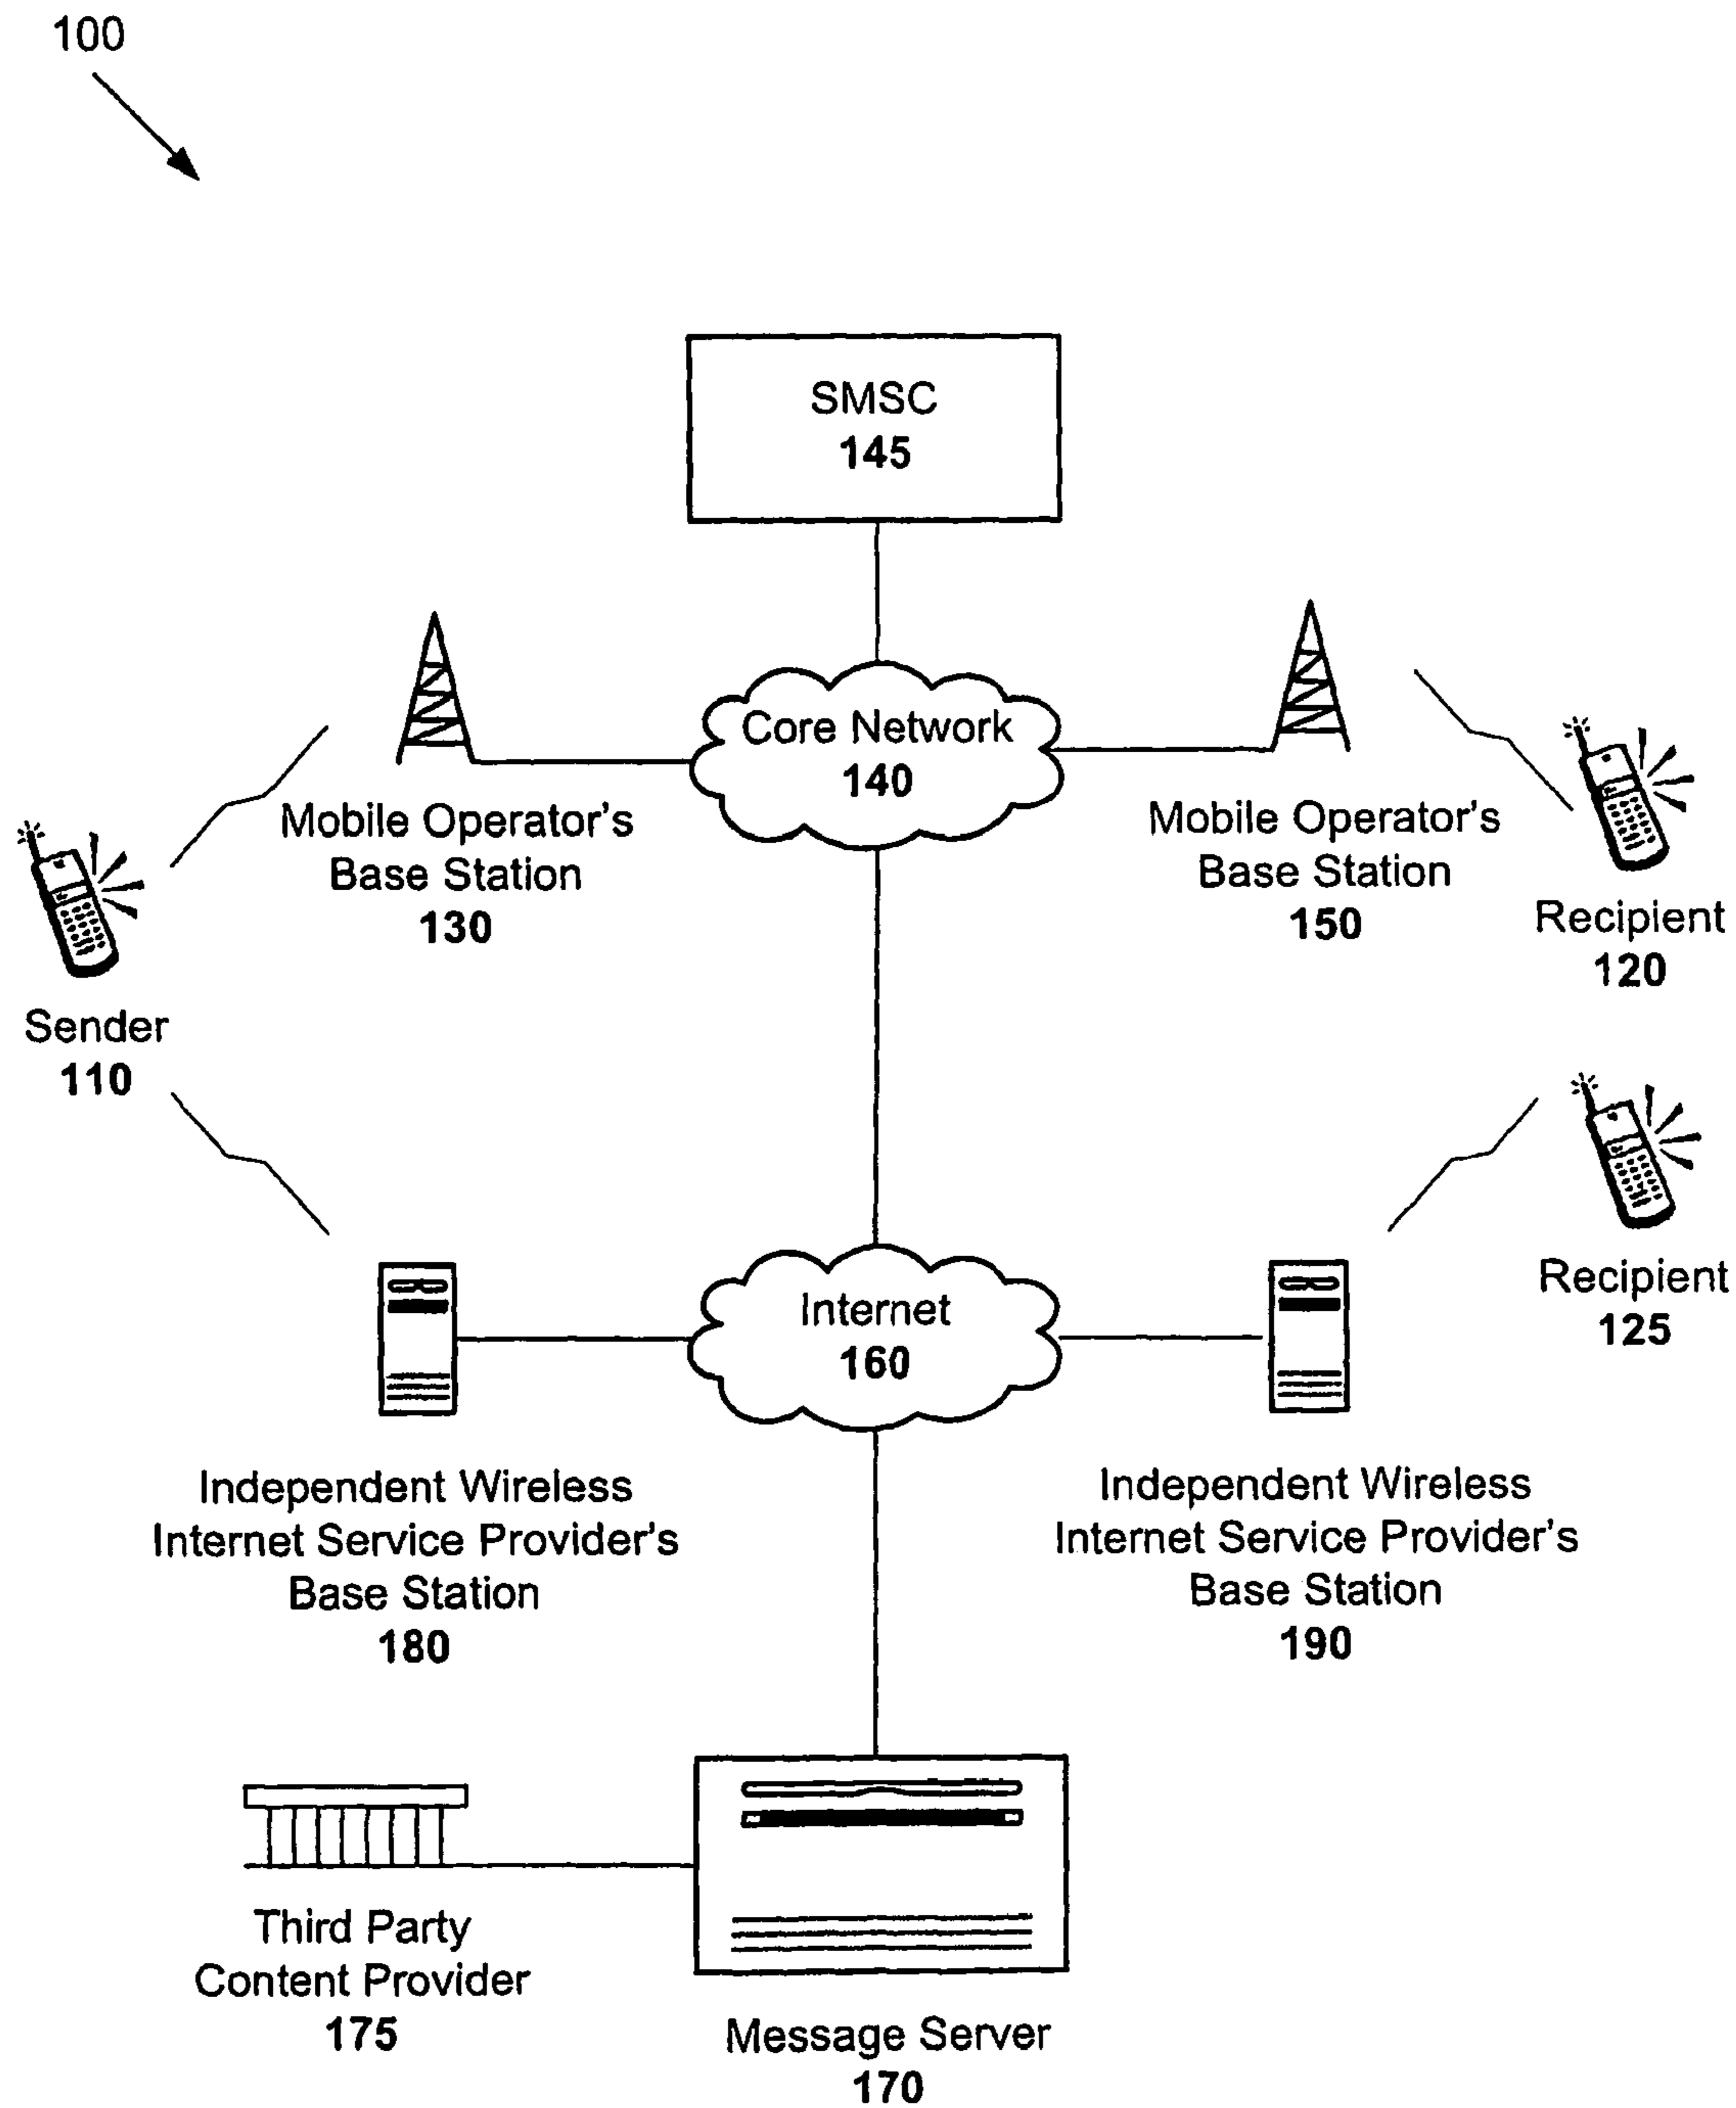 100
SMSC
145
Core Network
140
Mobile Operator's
Base Station
130
Mobile Operator's
Base Station
150
Recipient
120
Sender
110
Recipient
125
Internet
160
Independent Wireless
Internet Service Provider's
Base Station
180
Independent Wireless
Internet Service Provider's
Base Station
190
Third Party
Content Provider
175
Message Server
170